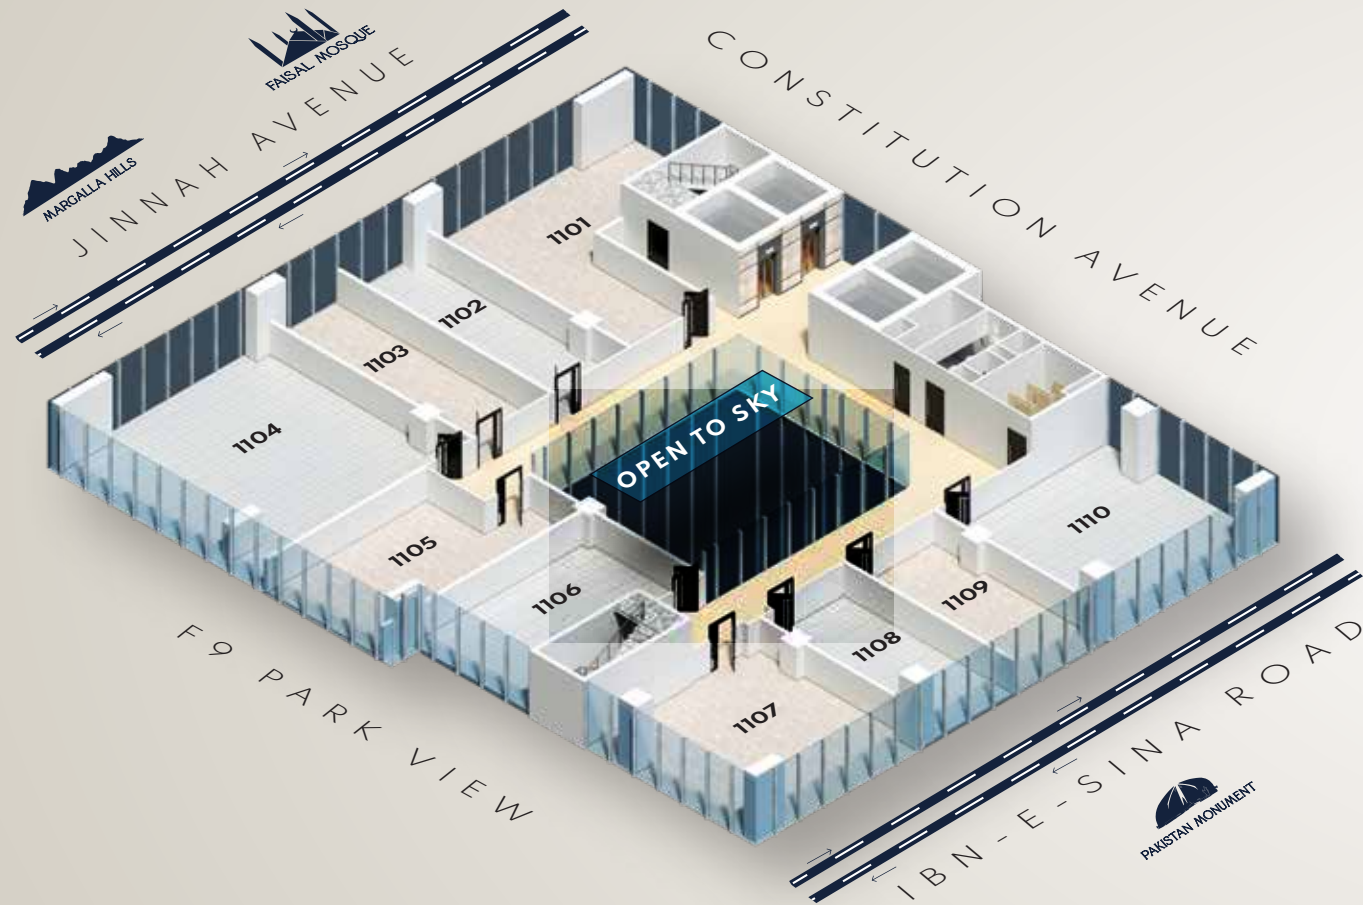 FAISAL MOSQUE
JINNAH AVENUE
MARGALLA HILLS
CONSTITUTION AVENUE
1101
1102
1103
1104
OPEN TO SKY
1105
1106
1107
1108
1109
1110
F9 PARK VIEW
IBN-E-SINA ROAD
PAKISTAN MONUMENT